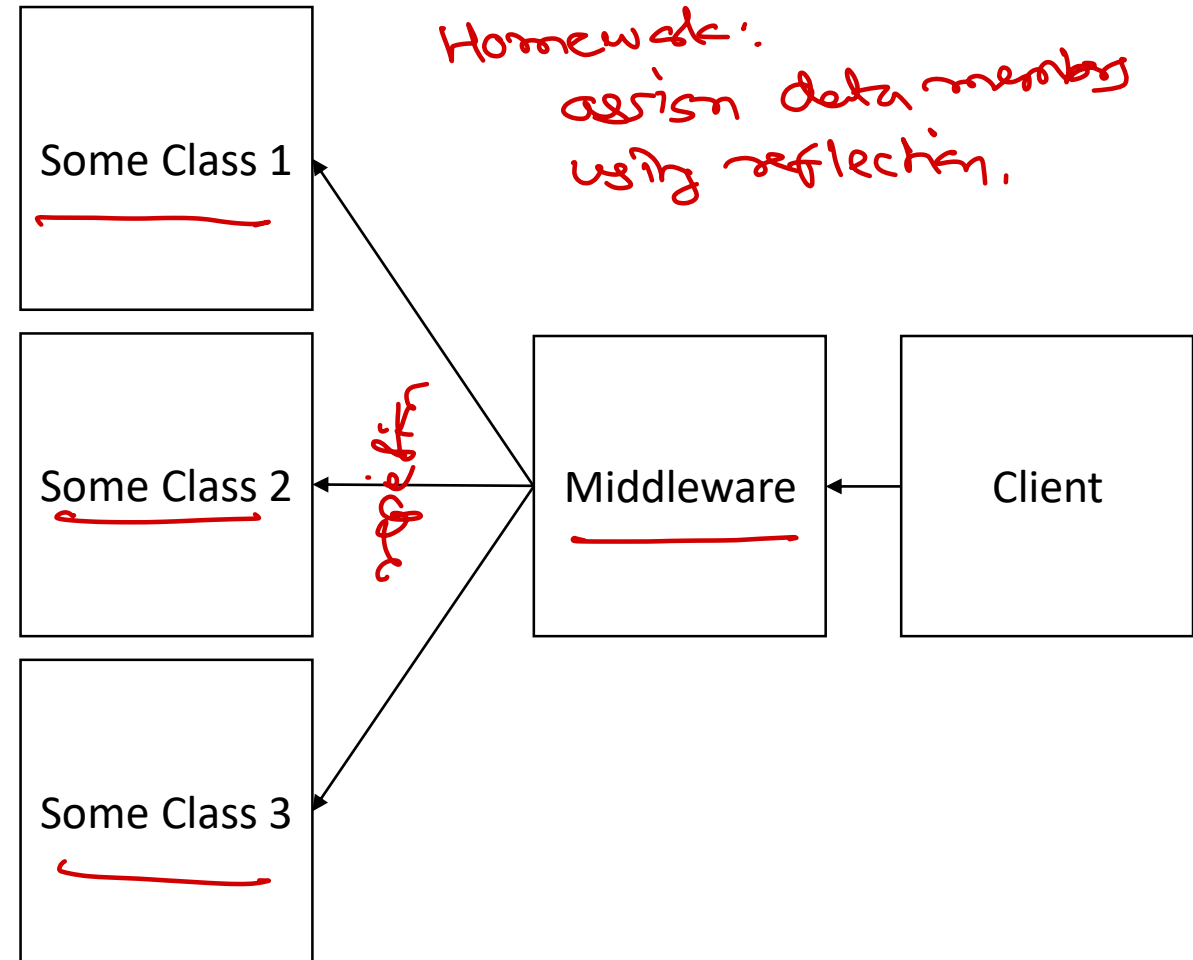 Homework:
assign data members
using reflection.
Some Class 1
Some Class 2
Middleware
Client
Some Class 3